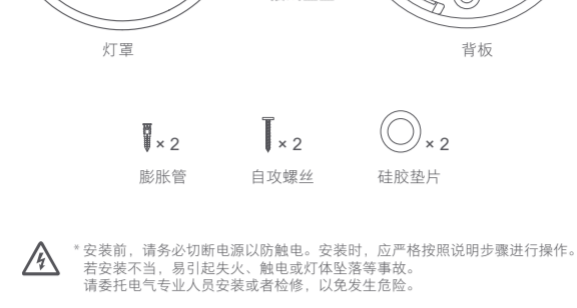 灯罩 背板
× 2 × 2 × 2
膨胀管 自攻螺丝 硅胶垫片
* 安装前，请务必切断电源以防触电。安装时，应严格按照说明步骤进行操作。
若安装不当，易引起失火、触电或灯体坠落等事故。
请委托电气专业人员安装或者检修，以免发生危险。